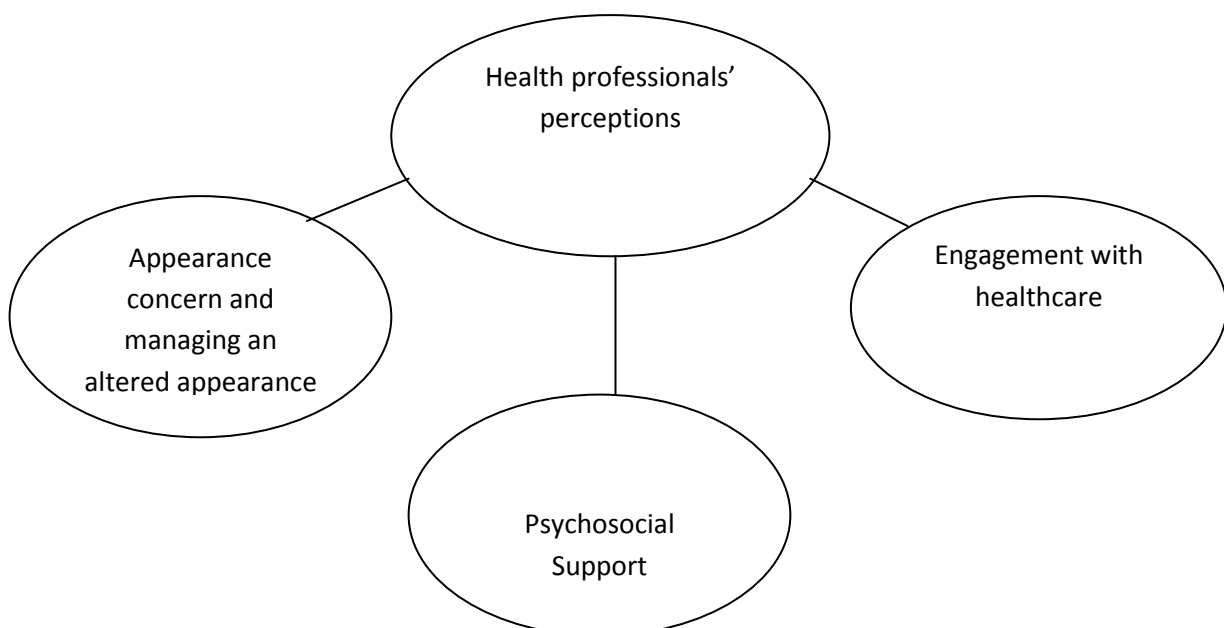 Health professionals’
perceptions
Appearance
concern and
managing an
altered appearance
Engagement with
healthcare
Psychosocial
Support